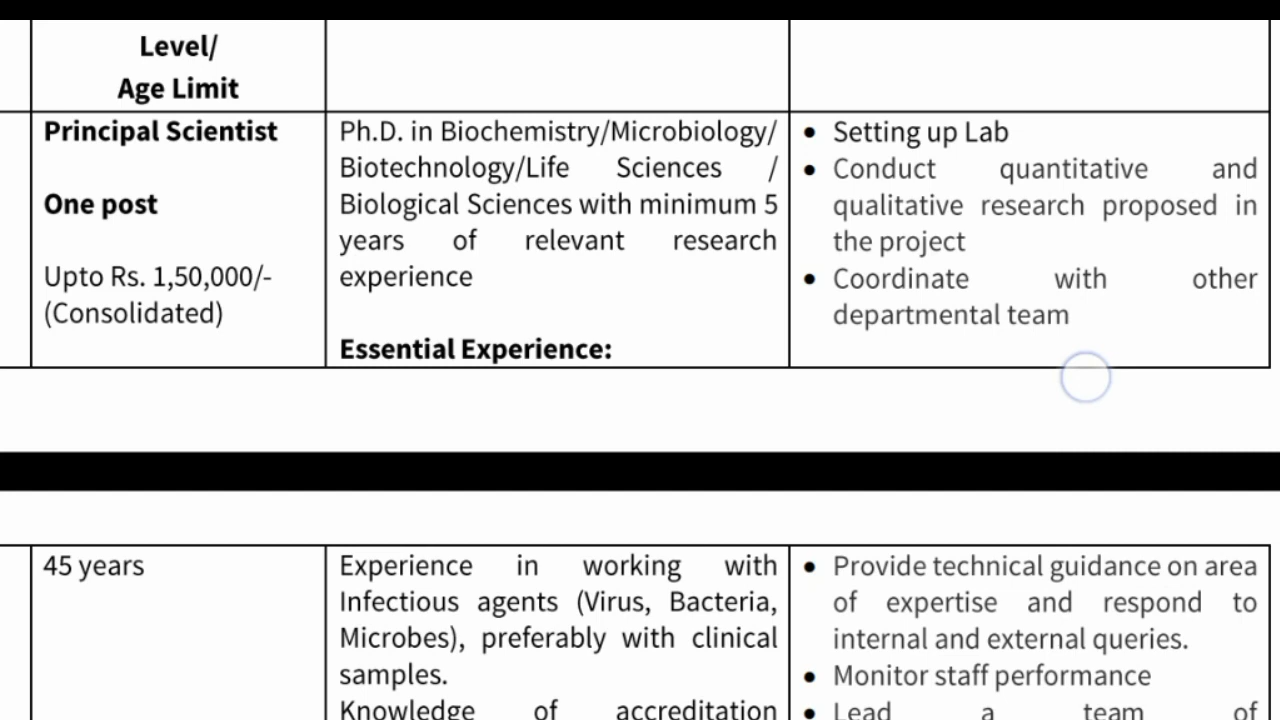 Level/
Age Limit
Principal Scientist
One post
Upto Rs. 1,50,000/-
(Consolidated)
Ph.D. in Biochemistry/Microbiology/
Biotechnology/Life Sciences /
Biological Sciences with minimum 5
years of relevant research
experience
Essential Experience:
• Setting up Lab
• Conduct quantitative and
qualitative research proposed in
the project
• Coordinate with other
departmental team
45 years
Experience in working with
Infectious agents (Virus, Bacteria,
Microbes), preferably with clinical
samples.
Knowledge of accreditation
• Provide technical guidance on area
of expertise and respond to
internal and external queries.
• Monitor staff performance
• Lead a team of